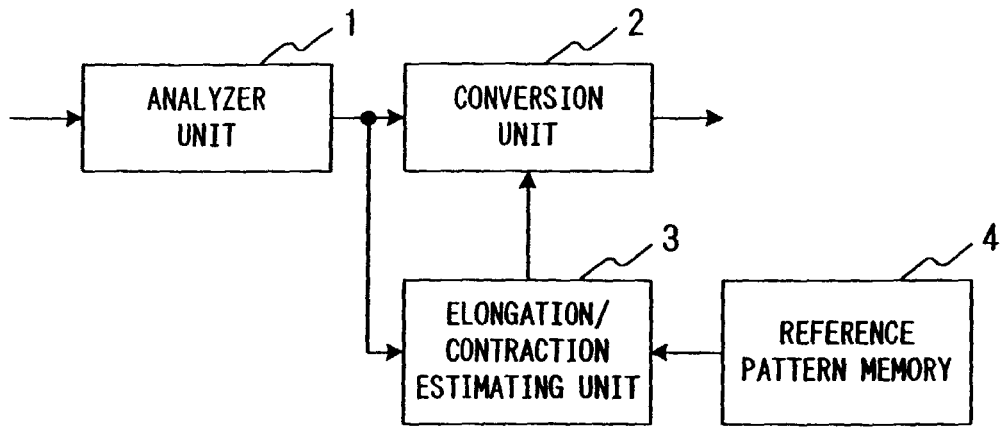 1
ANALYZER
UNIT
2
CONVERSION
UNIT
3
ELONGATION/
CONTRACTION
ESTIMATING UNIT
4
REFERENCE
PATTERN MEMORY